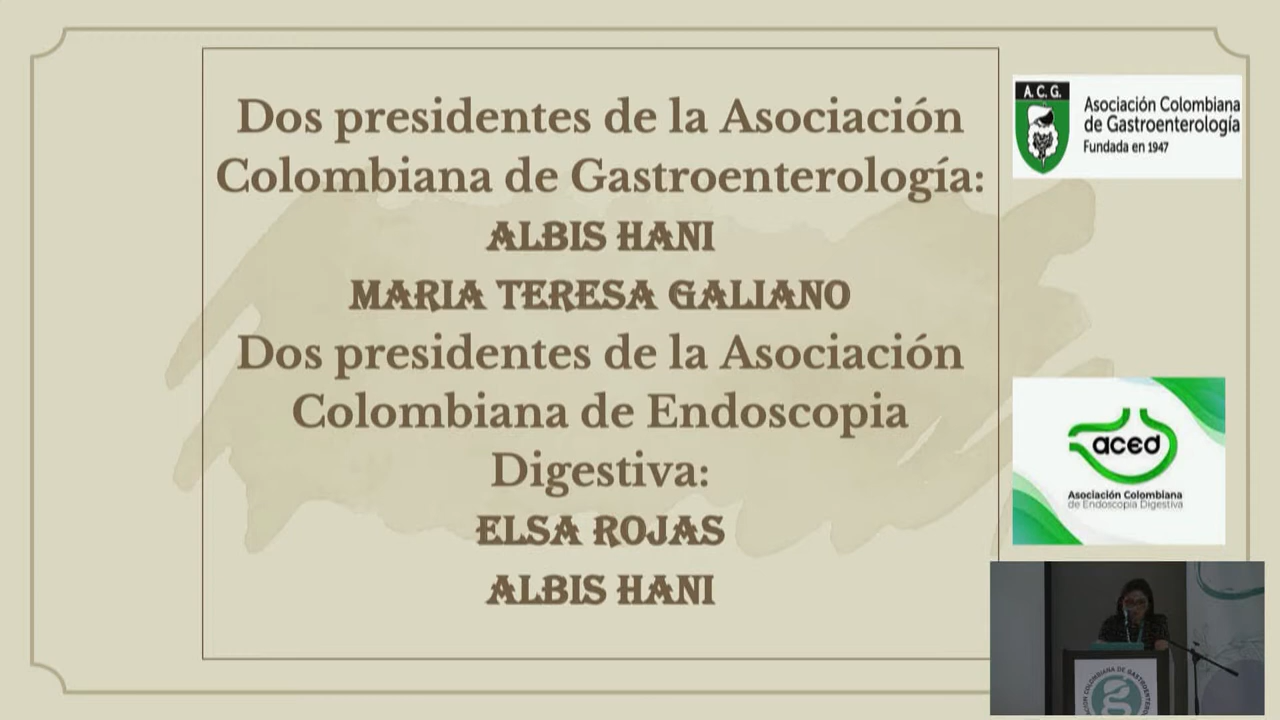 Dos presidentes de la Asociación
Colombiana de Gastroenterología:
ALBIS HANI
MARIA TERESA GALIANO
Dos presidentes de la Asociación
Colombiana de Endoscopia
Digestiva:
ELSA ROJAS
ALBIS HANI
A. C. G.
Asociación Colombiana
de Gastroenterología
Fundada en 1947
aced
Asociación Colombiana
de Endoscopia Digestiva